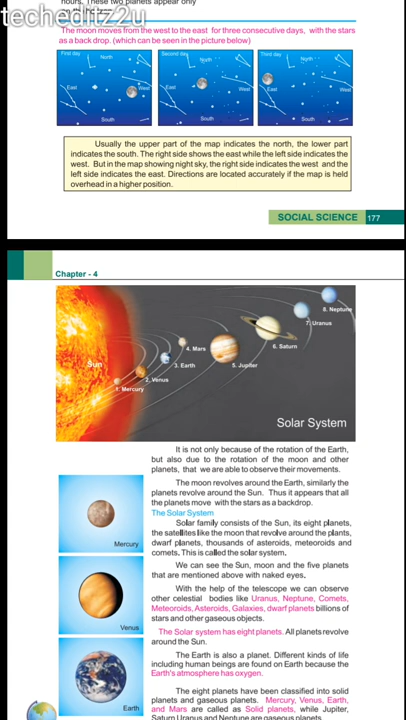 hours. These two planets appear only
techeditz2u
The moon moves from the west to the east for three consecutive days, with the stars
as a back drop. (which can be seen in the picture below)
First day
North
East
West
South
Second day
North
East
West
South
Third day
North
East
West
South
Usually the upper part of the map indicates the north, the lower part
indicates the south. The right side shows the east while the left side indicates the
west. But in the map showing night sky, the right side indicates the west and the
left side indicates the east. Directions are located accurately if the map is held
overhead in a higher position.
SOCIAL SCIENCE 177
Chapter - 4
8. Neptune
7. Uranus
6. Saturn
5. Jupiter
4. Mars
3. Earth
2. Venus
1. Mercury
Sun
Solar System
It is not only because of the rotation of the Earth,
but also due to the rotation of the moon and other
planets, that we are able to observe their movements.
The moon revolves around the Earth, similarly the
planets revolve around the Sun. Thus it appears that all
the planets move with the stars as a backdrop.
The Solar System
Solar family consists of the Sun, its eight planets,
the satellites like the moon that revolve around the plants,
dwarf planets, thousands of asteroids, meteoroids and
comets. This is called the solar system.
We can see the Sun, moon and the five planets
that are mentioned above with naked eyes.
With the help of the telescope we can observe
other celestial bodies like Uranus, Neptune, Comets,
Meteoroids, Asteroids, Galaxies, dwarf planets billions of
stars and other gaseous objects.
The Solar system has eight planets. All planets revolve
around the Sun.
The Earth is also a planet. Different kinds of life
including human beings are found on Earth because the
Earth's atmosphere has oxygen.
The eight planets have been classified into solid
planets and gaseous planets. Mercury, Venus, Earth,
and Mars are called as Solid planets, while Jupiter,
Saturn Uranus and Neptune are gaseous planets
Mercury
Venus
Earth